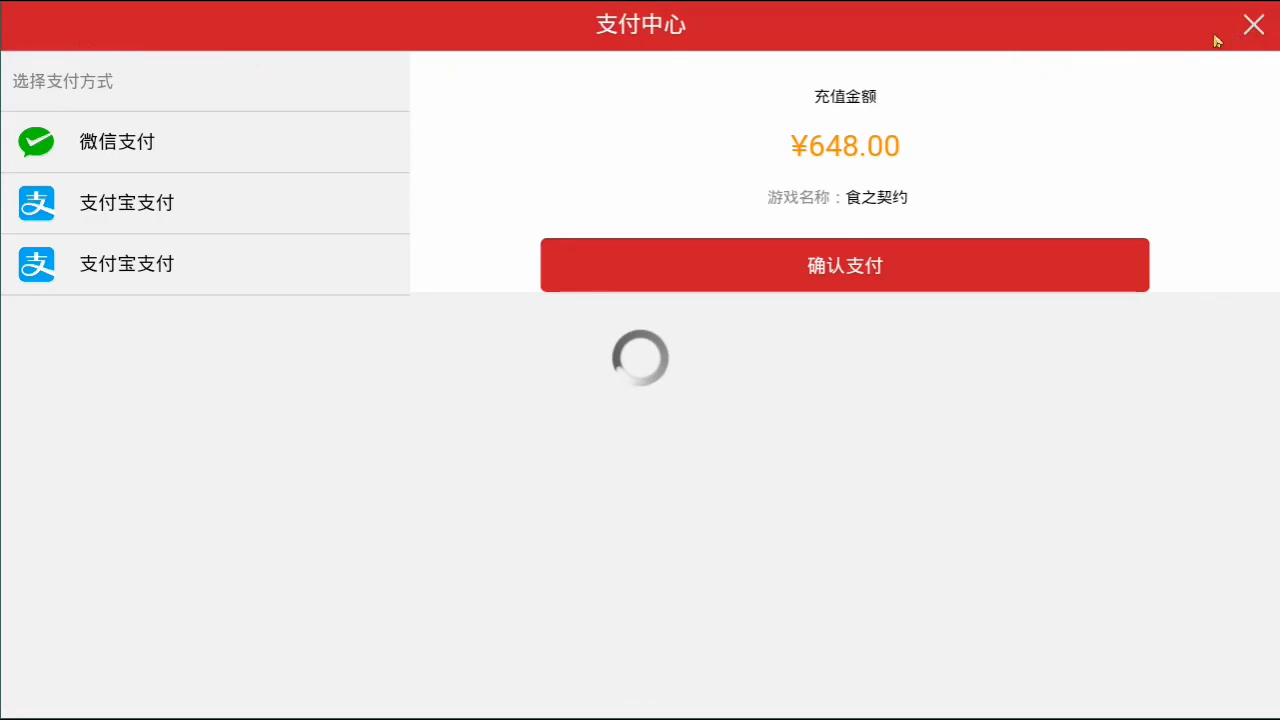 支付中心
选择支付方式
微信支付
支付宝支付
支付宝支付
充值金额
¥648.00
游戏名称：食之契约
确认支付